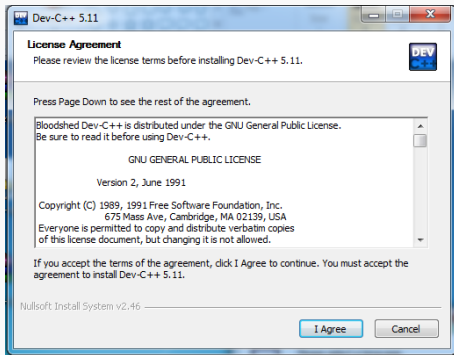 Dev-C++ 5.11
License Agreement
Please review the license terms before installing Dev-C++ 5.11.
DEV
C++
Press Page Down to see the rest of the agreement.
Bloodshed Dev-C++ is distributed under the GNU General Public License.
Be sure to read it before using Dev-C++.
GNU GENERAL PUBLIC LICENSE
Version 2, June 1991
Copyright (C) 1989, 1991 Free Software Foundation, Inc.
675 Mass Ave, Cambridge, MA 02139, USA
Everyone is permitted to copy and distribute verbatim copies
of this license document, but changing it is not allowed.
If you accept the terms of the agreement, click I Agree to continue. You must accept the
agreement to install Dev-C++ 5.11.
Nullsoft Install System v2.46
I Agree
Cancel